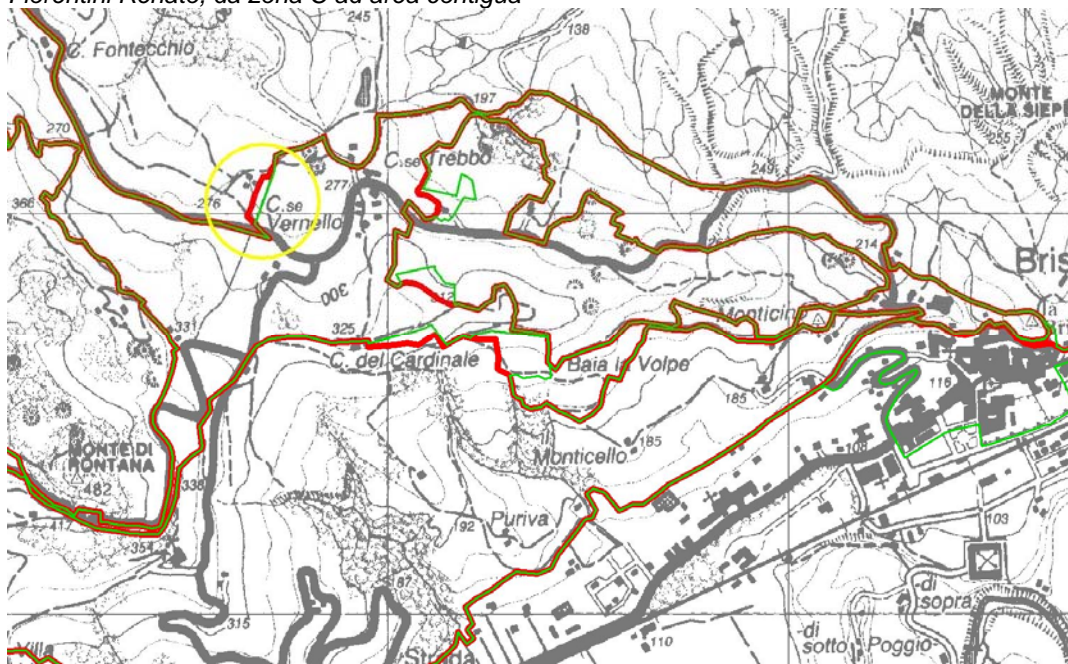 Fiorentini Renato, da zona C ad area contigua
C. Fontecchio
245
138
MONTE
DELLA SIEPE
255
197
270
C.se Trebbo
277
249
276
C.se
Vernello
366
214
Bris
300
212
Monticino
331
325
C. del Cardinale
Baia la Volpe
185
116
MONTE DI
RONTANA
482
185
Monticello
108
338
417
192
Puriva
103
354
87
di
sopra
315
110
di
sotto
Poggio
Villa
Strada